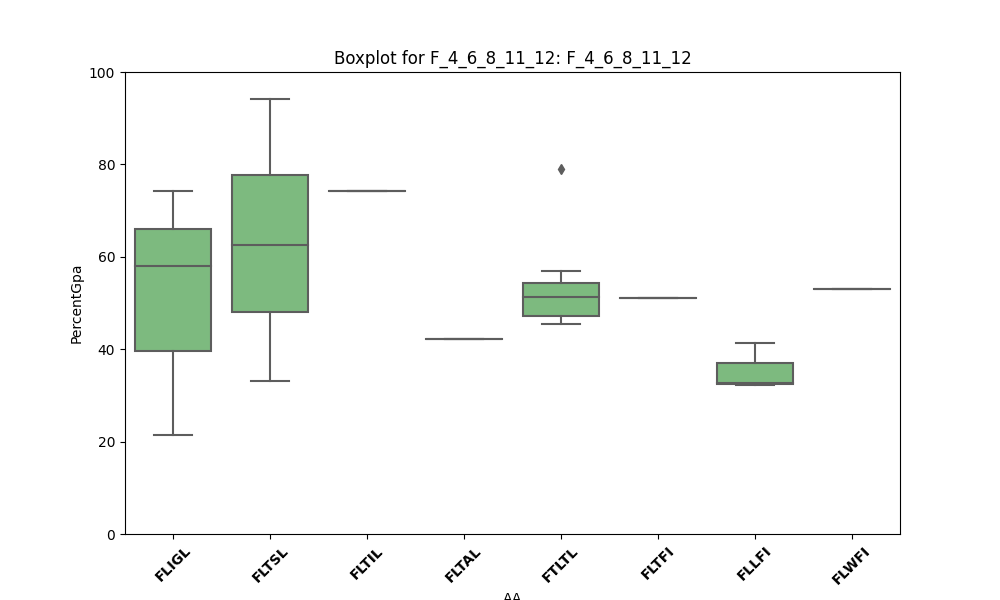 Boxplot for F_4_6_8_11_12: F_4_6_8_11_12
100
80
60
40
20
0
PercentGpa
FLIGL
FLTSL
FLTIL
FLTAL
FTLTL
FLTFI
FLLFI
FLWFI
AA